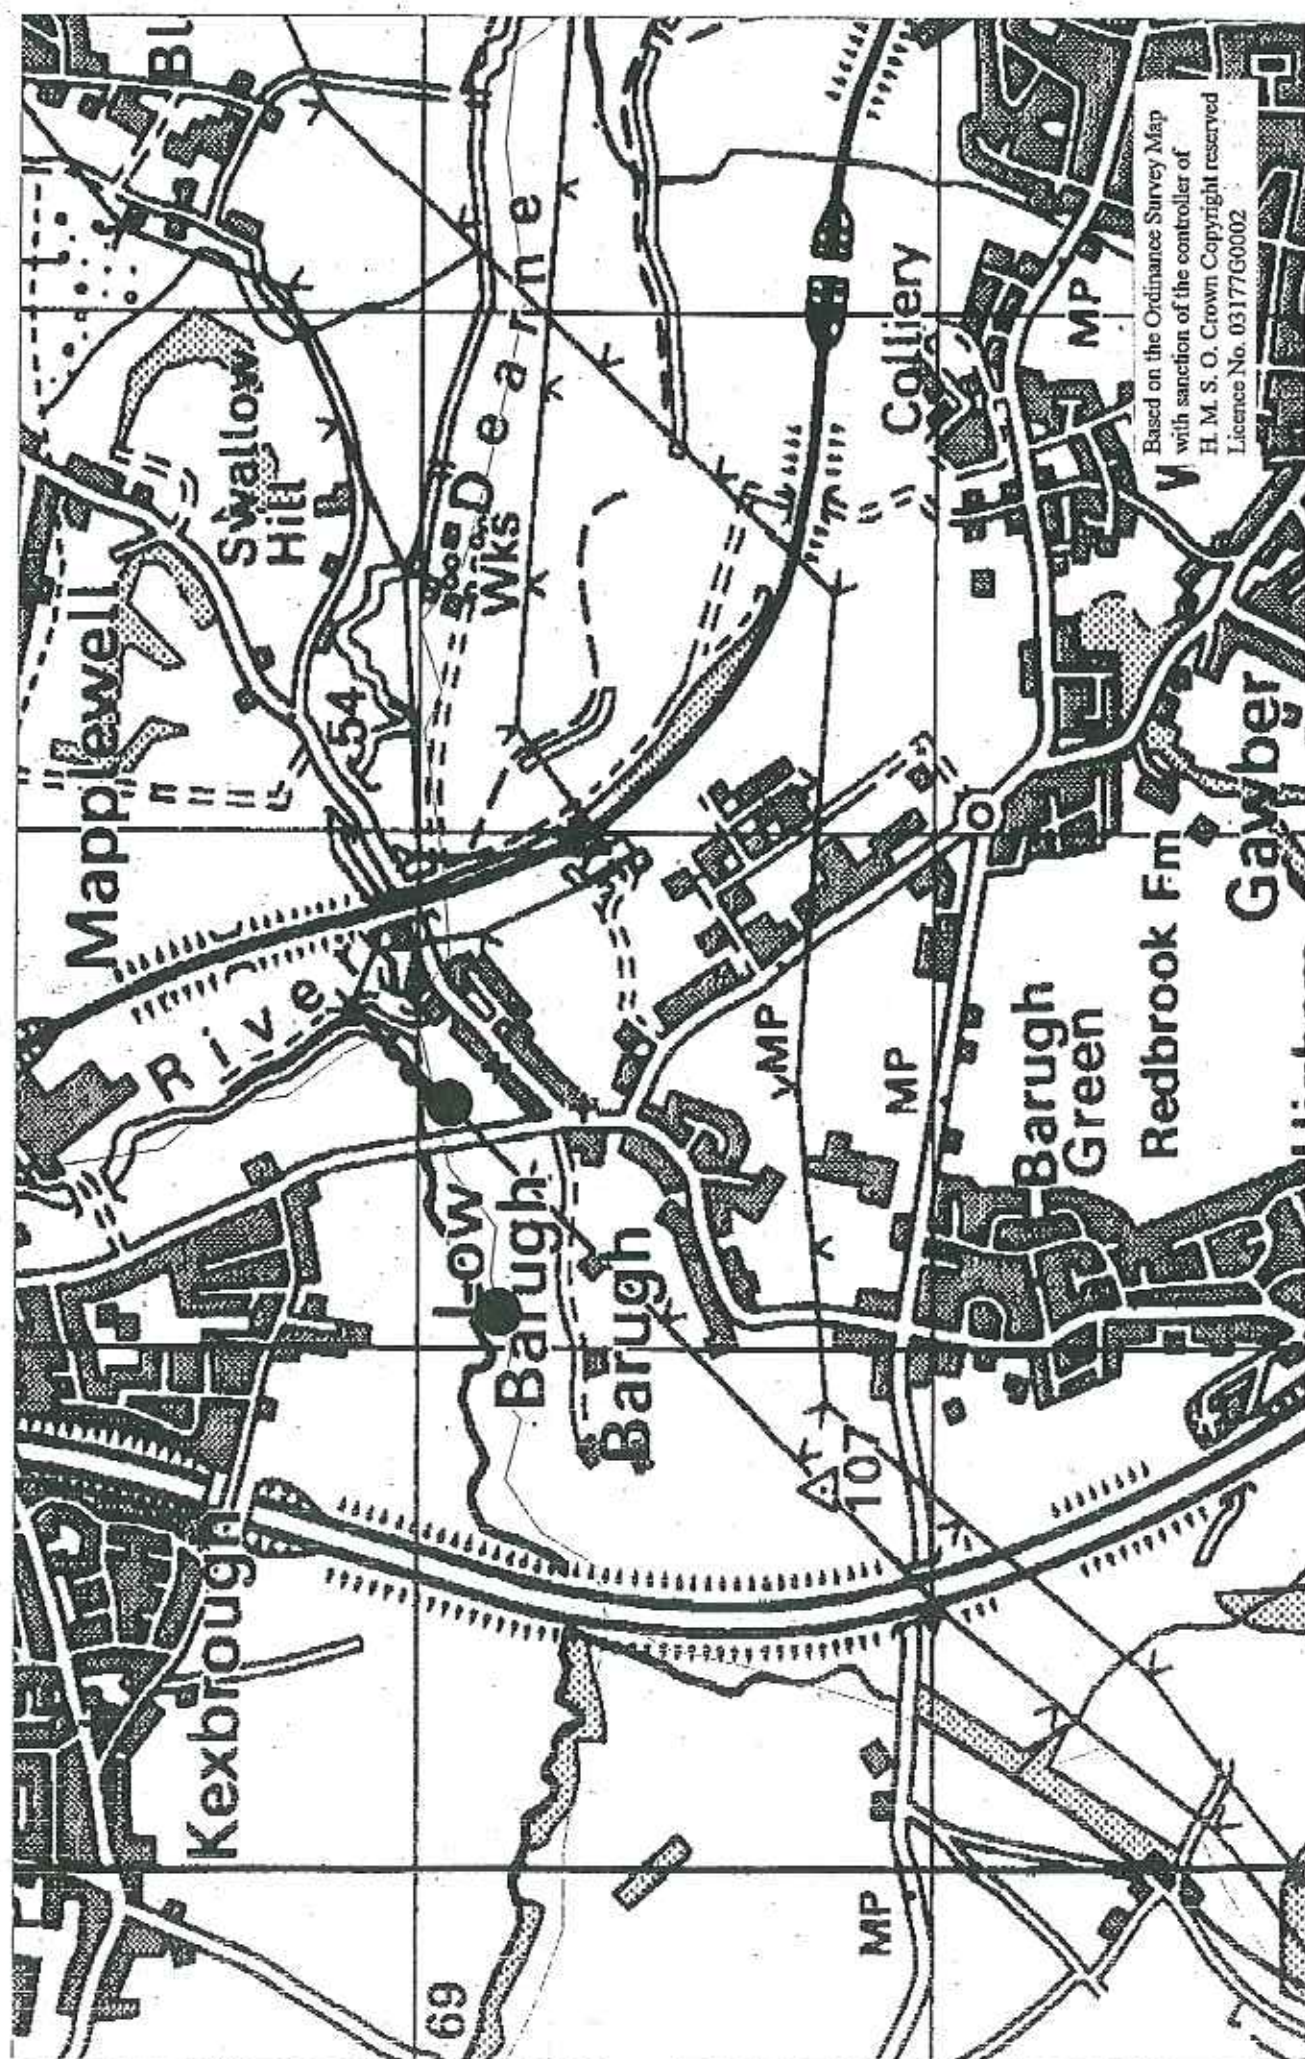 Mapplewell
Swallow
Hill
54
River
Dearne
Wks
Colliery
MP
Kexbrough
Low
Barugh
Barugh
MP
MP
107
Barugh
Green
Redbrook Fm
Gawber
69
MP
Based on the Ordinance Survey Map
with sanction of the controller of
H. M. S. O. Crown Copyright reserved
Licence No. 03177G0002